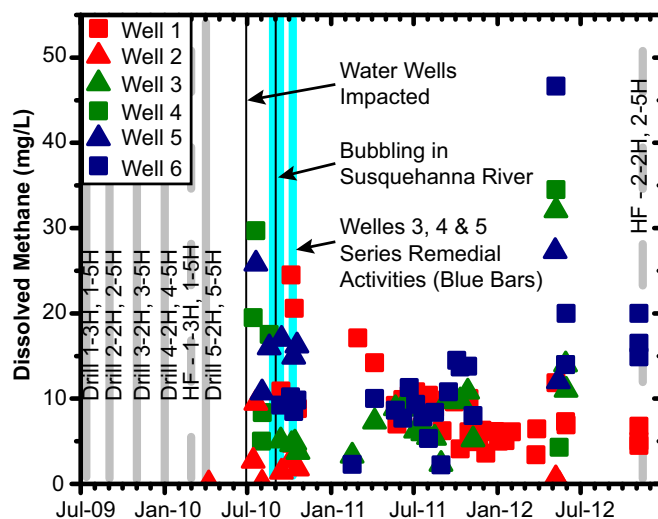 Dissolved Methane (mg/L)
50
40
30
20
10
0
Well 1
Well 2
Well 3
Well 4
Well 5
Well 6
Water Wells
Impacted
Bubbling in
Susquehanna River
Welles 3, 4 & 5
Series Remedial
Activities (Blue Bars)
Drill 1-3H, 1-5H
Drill 2-2H, 2-5H
Drill 3-2H, 3-5H
Drill 4-2H, 4-5H
HF - 1-3H, 1-5H
Drill 5-2H, 5-5H
HF - 2-2H, 2-5H
Jul-09
Jan-10
Jul-10
Jan-11
Jul-11
Jan-12
Jul-12